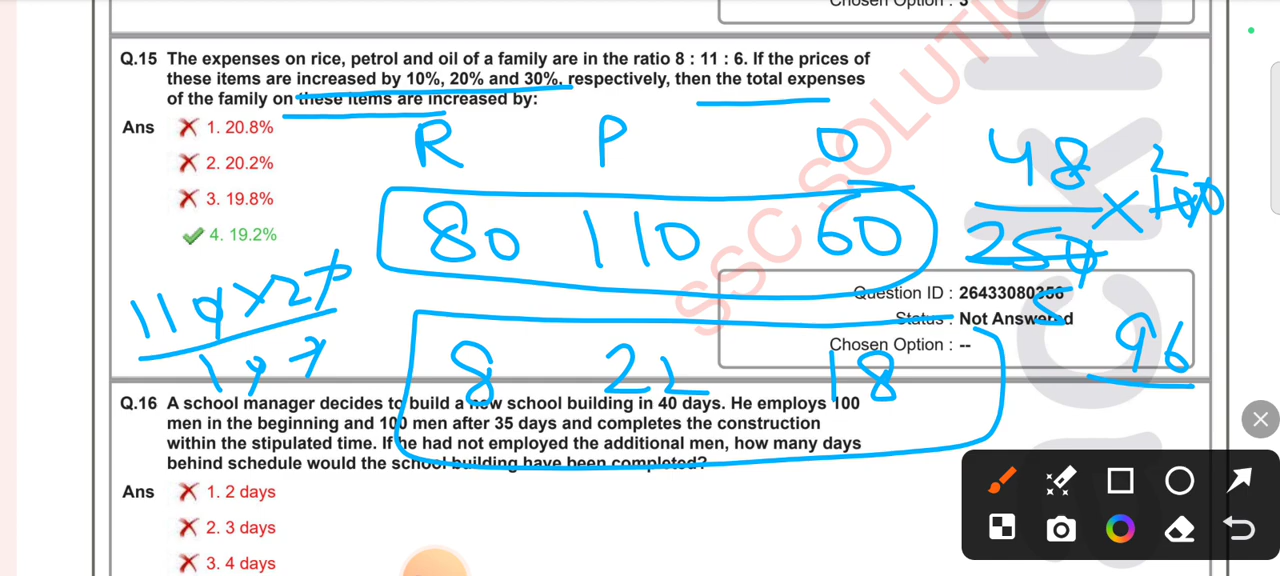 Chosen Option : 3
Q.15 The expenses on rice, petrol and oil of a family are in the ratio 8 : 11 : 6. If the prices of
these items are increased by 10%, 20% and 30%, respectively, then the total expenses
of the family on these items are increased by:
Ans 1. 20.8%
2. 20.2%
3. 19.8%
4. 19.2%
R P O
80 110 60
48
250 × 100 2
5
96
8 22 18
110 × 2
SSC SOLUTIO
Question ID : 26433080356
Status : Not Answered
Chosen Option : --
Q.16 A school manager decides to build a new school building in 40 days. He employs 100
men in the beginning and 100 men after 35 days and completes the construction
within the stipulated time. If he had not employed the additional men, how many days
behind schedule would the school building have been completed?
Ans 1. 2 days
2. 3 days
3. 4 days